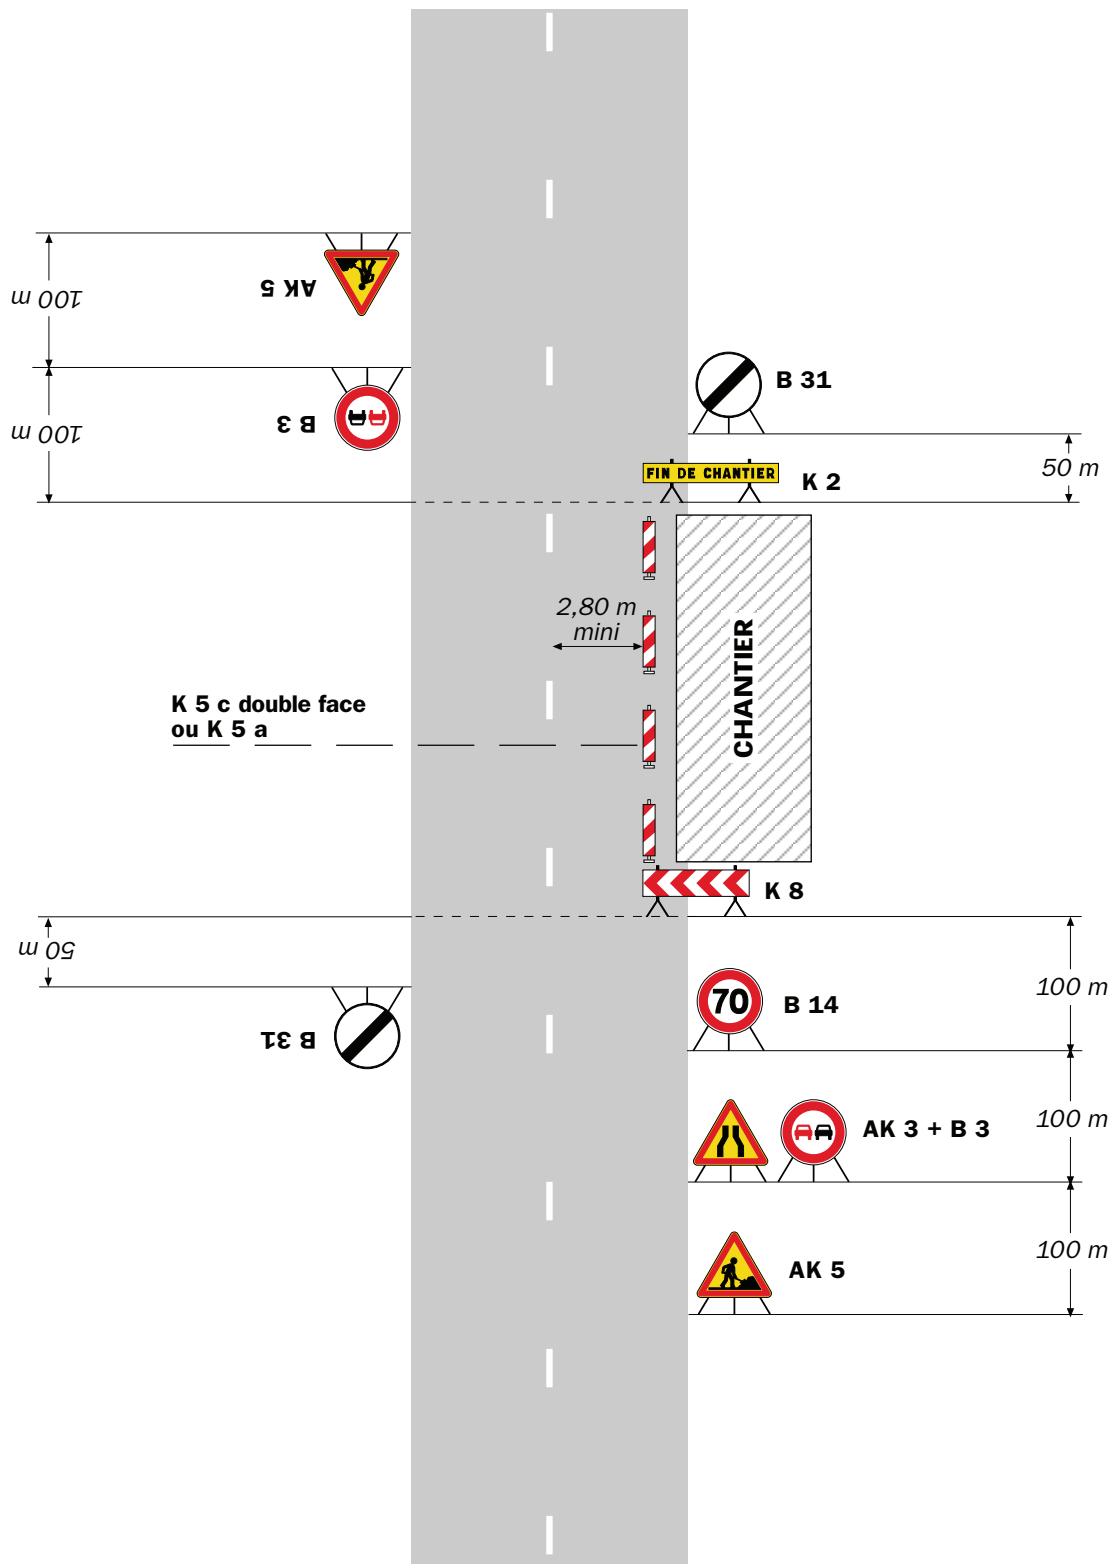 AK 5
100 m
B 3
100 m
B 31
50 m
FIN DE CHANTIER
K 2
2,80 m
mini
CHANTIER
K 5 c double face
ou K 5 a
K 8
50 m
B 31
70
B 14
100 m
AK 3 + B 3
100 m
AK 5
100 m